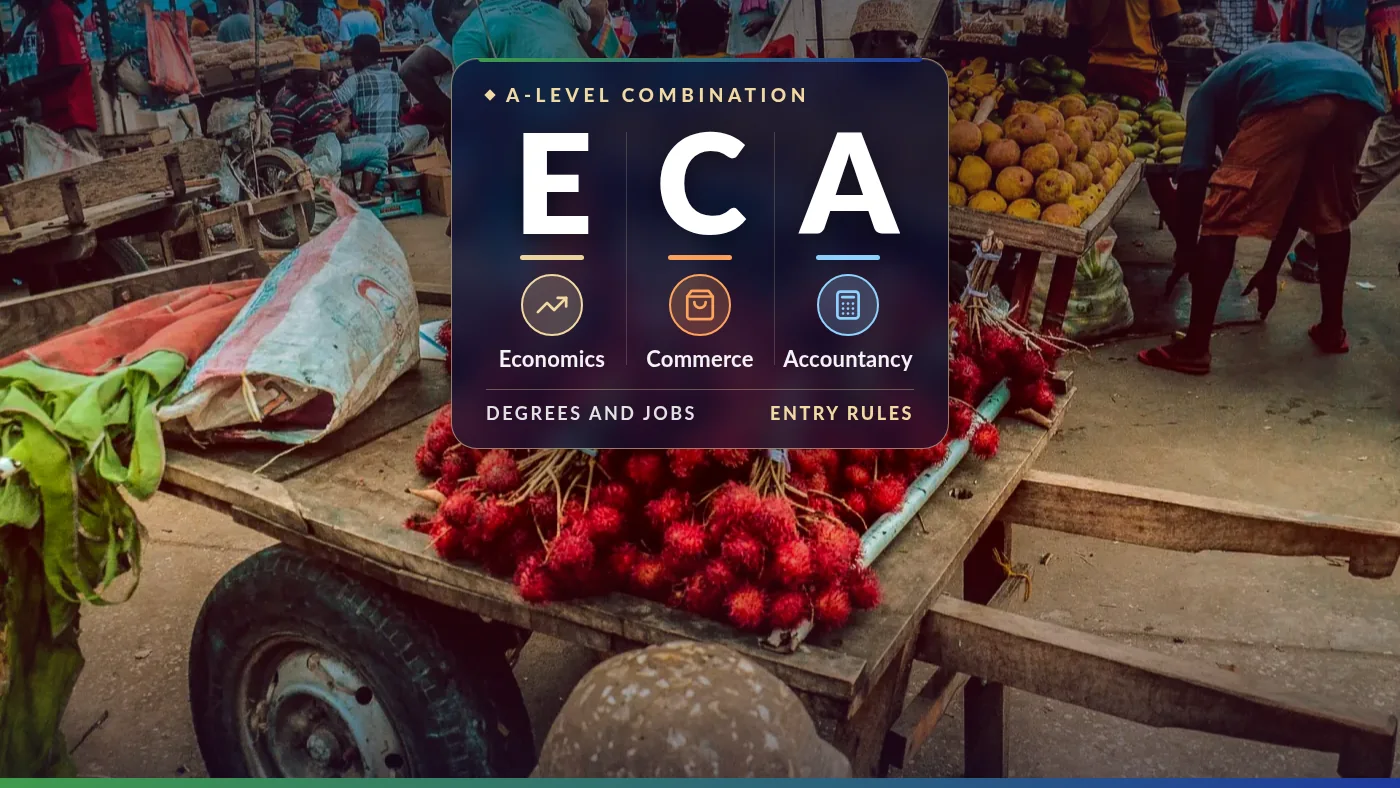 A-LEVEL COMBINATION
E C A
Economics Commerce Accountancy
DEGREES AND JOBS ENTRY RULES